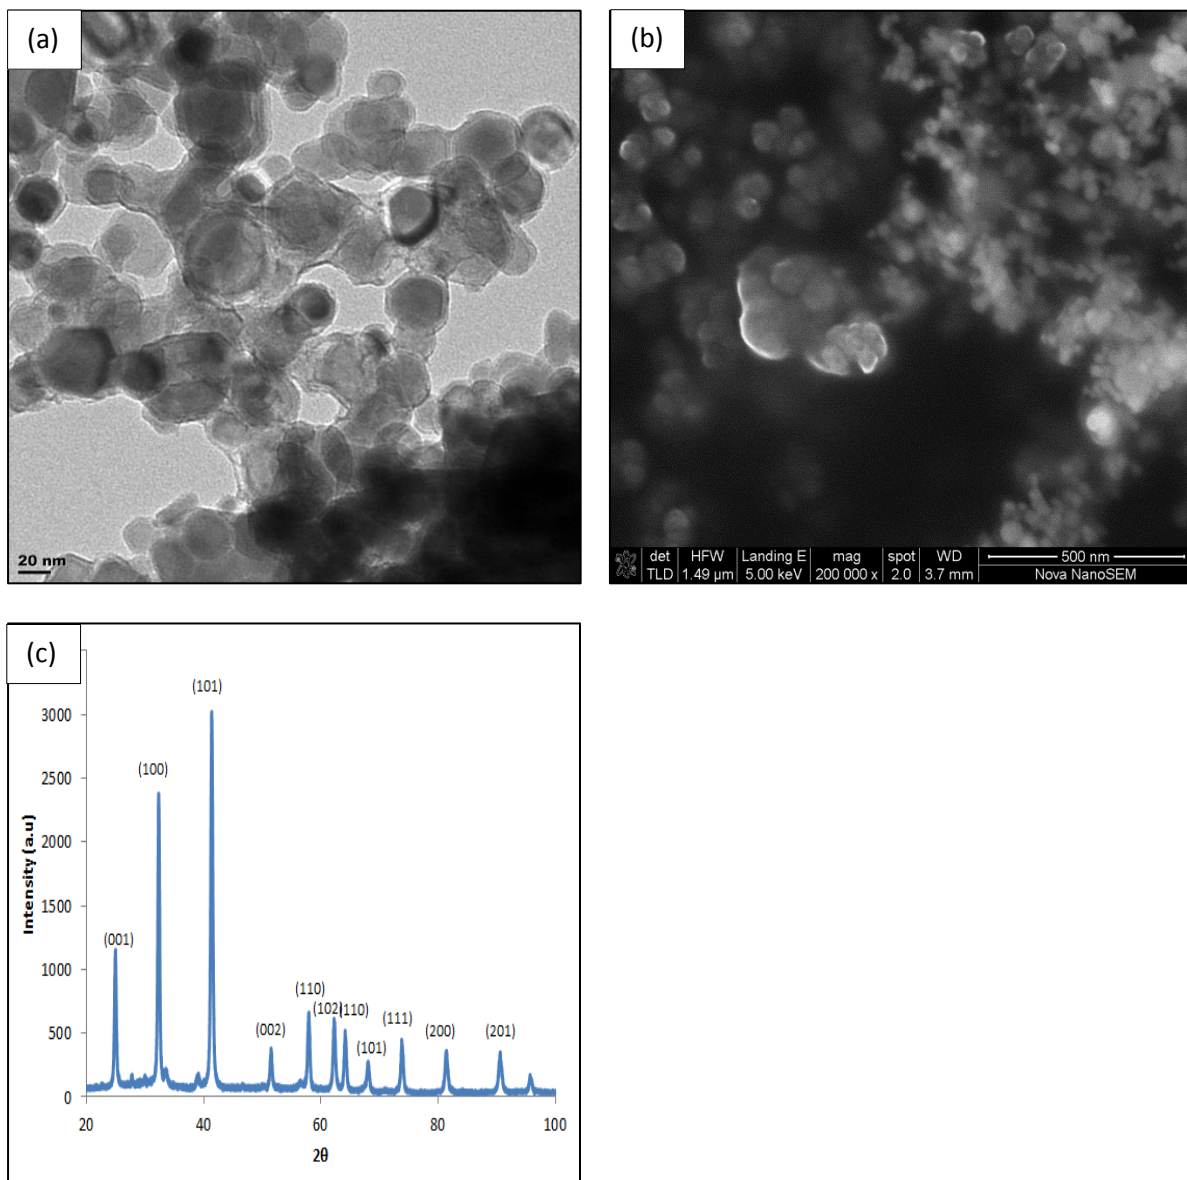 (a)
20 nm
(b)
det HFW Landing E mag spot WD 500 nm
TLD 1.49 µm 5.00 keV 200 000 x 2.0 3.7 mm Nova NanoSEM
(c)
(101)
(100)
(001)
(002)
(110)
(102)
(110)
(101)
(111)
(200)
(201)
Intensity (a.u)
3000
2500
2000
1500
1000
500
0
20 40 60 80 100
2θ